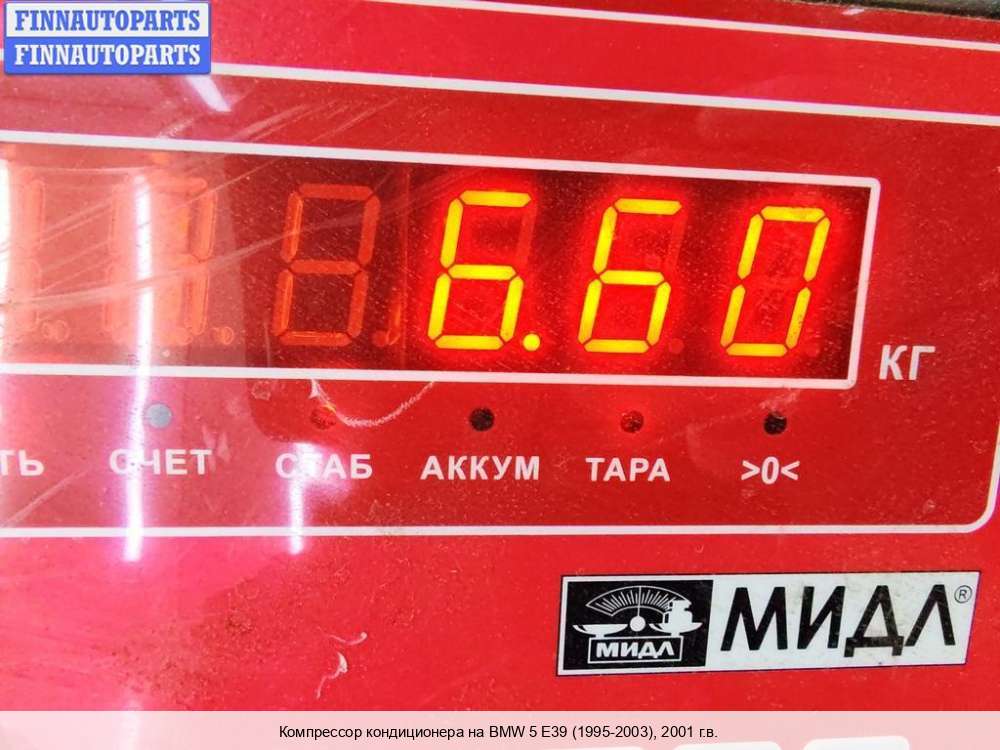 FINNAUTOPARTS
FINNAUTOPARTS
6.60
КГ
ТЬ СЧЕТ СТАБ АККУМ ТАРА >0<
МИДЛ МИДЛ®
Компрессор кондиционера на BMW 5 E39 (1995-2003), 2001 г.в.